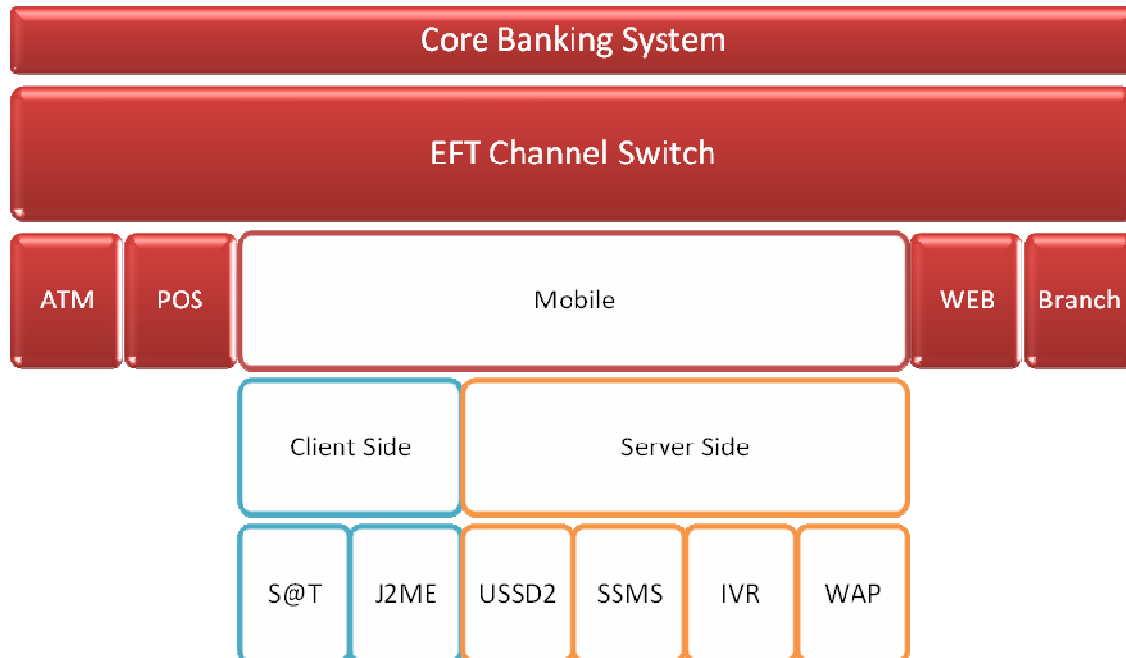 Core Banking System
EFT Channel Switch
ATM
POS
Mobile
WEB
Branch
Client Side
Server Side
S@T
J2ME
USSD2
SSMS
IVR
WAP